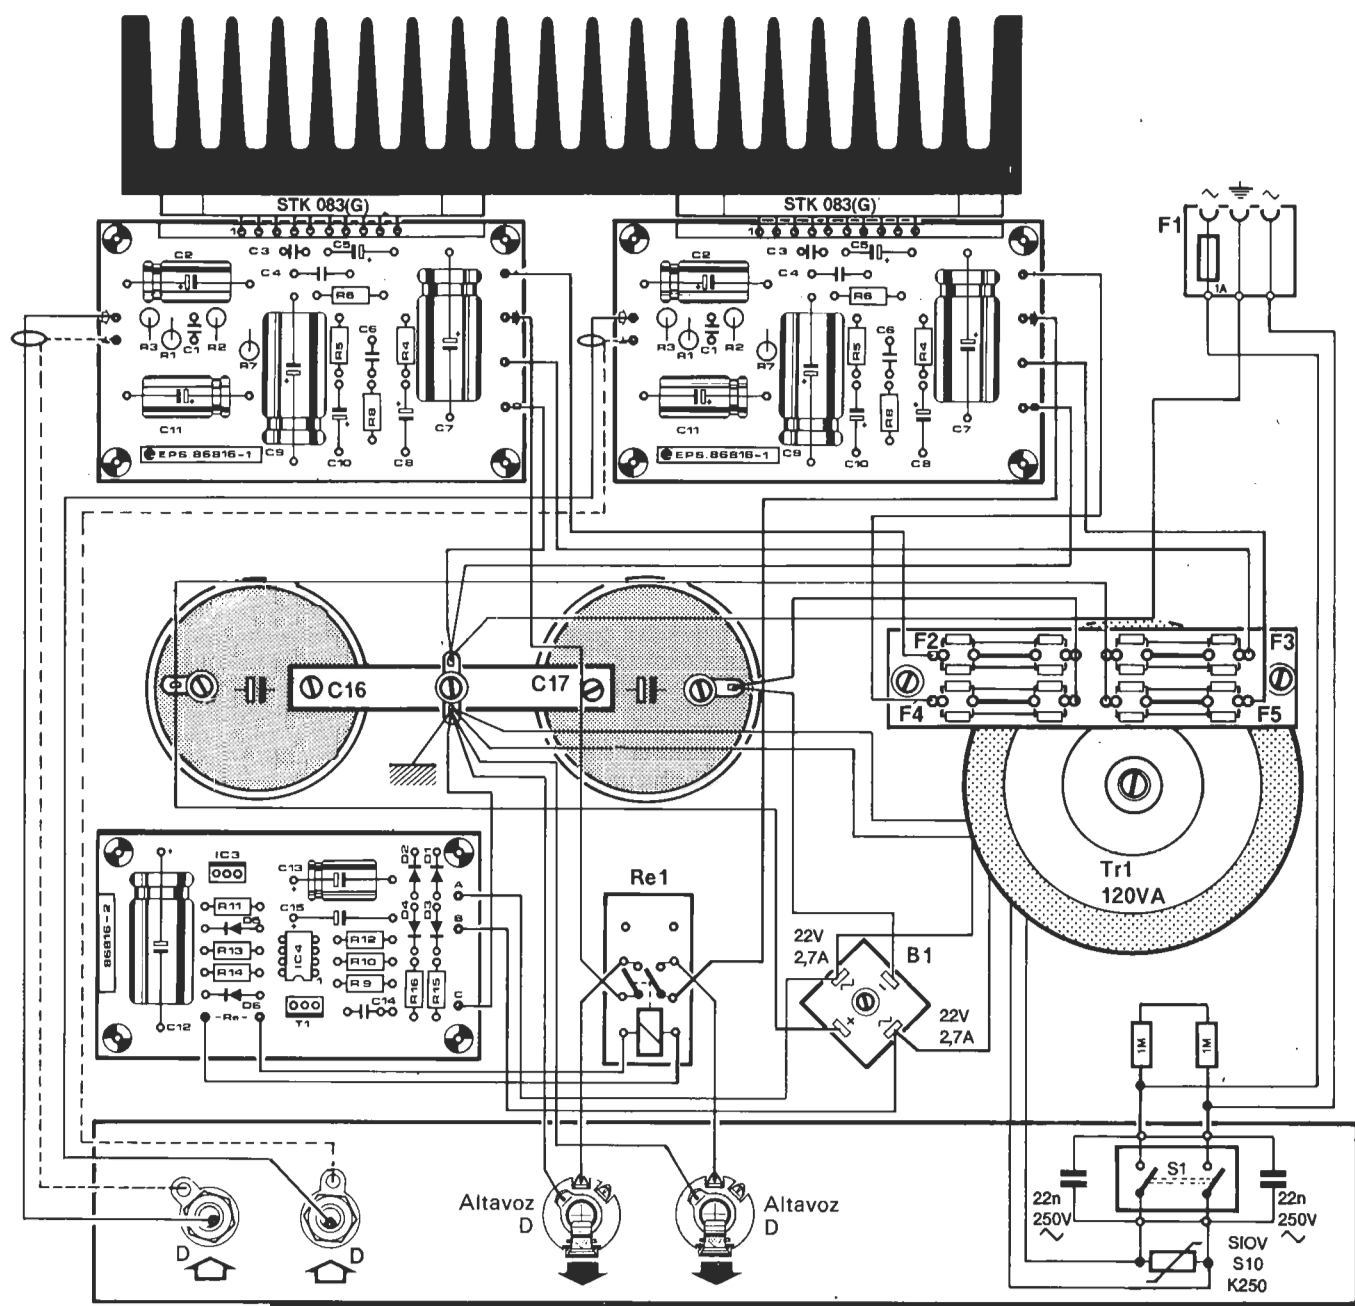 STK 083(G)
STK 083(G)
F1
1A
1
C3
C5
C2
C4
R6
R3
R1
C1
R2
R7
R5
C6
R4
R8
C11
C9
C10
C8
C7
EPS.86816-1
1
C3
C5
C2
C4
R6
R3
R1
C1
R2
R7
R5
C6
R4
R8
C11
C9
C10
C8
C7
EPS.86816-1
C16
C17
F2
F3
F4
F5
Tr1
120VA
IC3
C13
D2
D1
A
R11
D5
C15
D4
D3
B
86816-2
R13
IC4
R12
R14
R10
R9
R16
R15
D6
1
C14
C
C12
-Re-
T1
Re1
22V
2,7A
B1
22V
2,7A
1M
1M
S1
22n
250V
~
22n
250V
~
SIOV
S10
K250
Altavoz
D
Altavoz
D
D
D